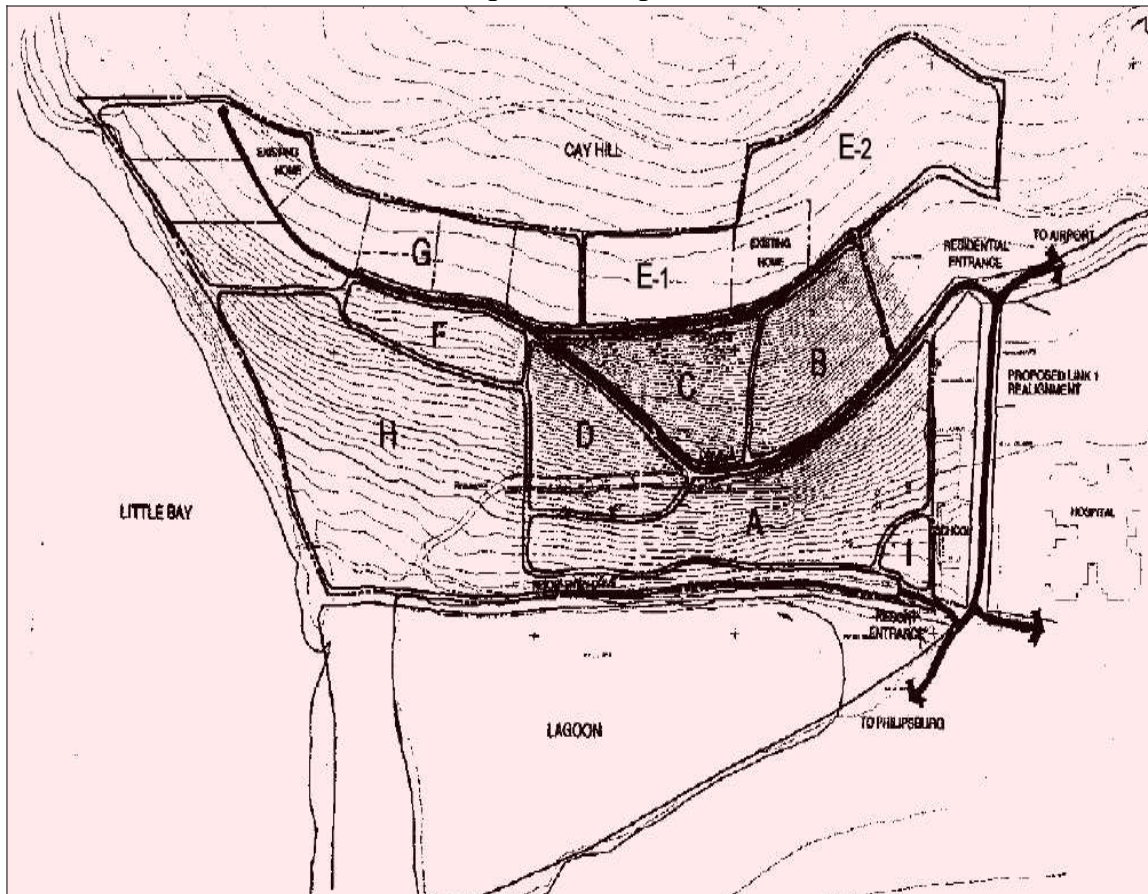 CAY HILL
E-2
EXISTING
HOME
G
E-1
EXISTING
HOME
RESIDENTIAL
ENTRANCE
TO AIRPORT
F
B
C
PROPOSED LINK 1
REALIGNMENT
H
D
LITTLE BAY
A
I
SCHOOL
HOSPITAL
RESORT
ENTRANCE
LAGOON
TO PHILIPSBURG